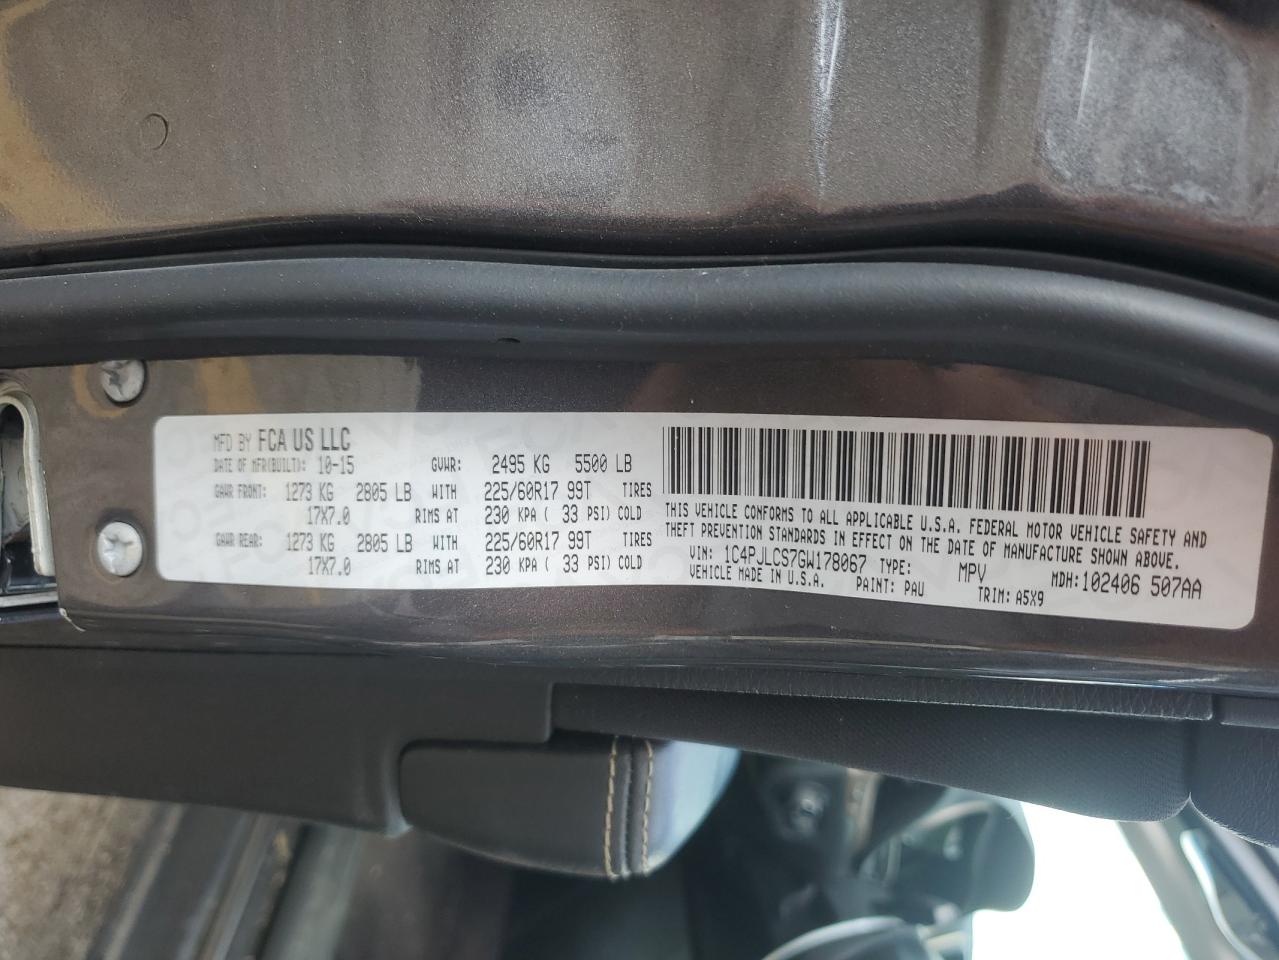 MFD BY FCA US LLC
DATE OF MFR(BUILT): 10-15 GVWR: 2495 KG 5500 LB
GAWR FRONT: 1273 KG 2805 LB WITH 225/60R17 99T TIRES
17X7.0 RIMS AT 230 KPA ( 33 PSI) COLD
GAWR REAR: 1273 KG 2805 LB WITH 225/60R17 99T TIRES
17X7.0 RIMS AT 230 KPA ( 33 PSI) COLD
THIS VEHICLE CONFORMS TO ALL APPLICABLE U.S.A. FEDERAL MOTOR VEHICLE SAFETY AND
THEFT PREVENTION STANDARDS IN EFFECT ON THE DATE OF MANUFACTURE SHOWN ABOVE.
VIN: 1C4PJLCS7GW178067 TYPE: MPV MDH: 102406 507AA
VEHICLE MADE IN U.S.A. PAINT: PAU TRIM: A5X9